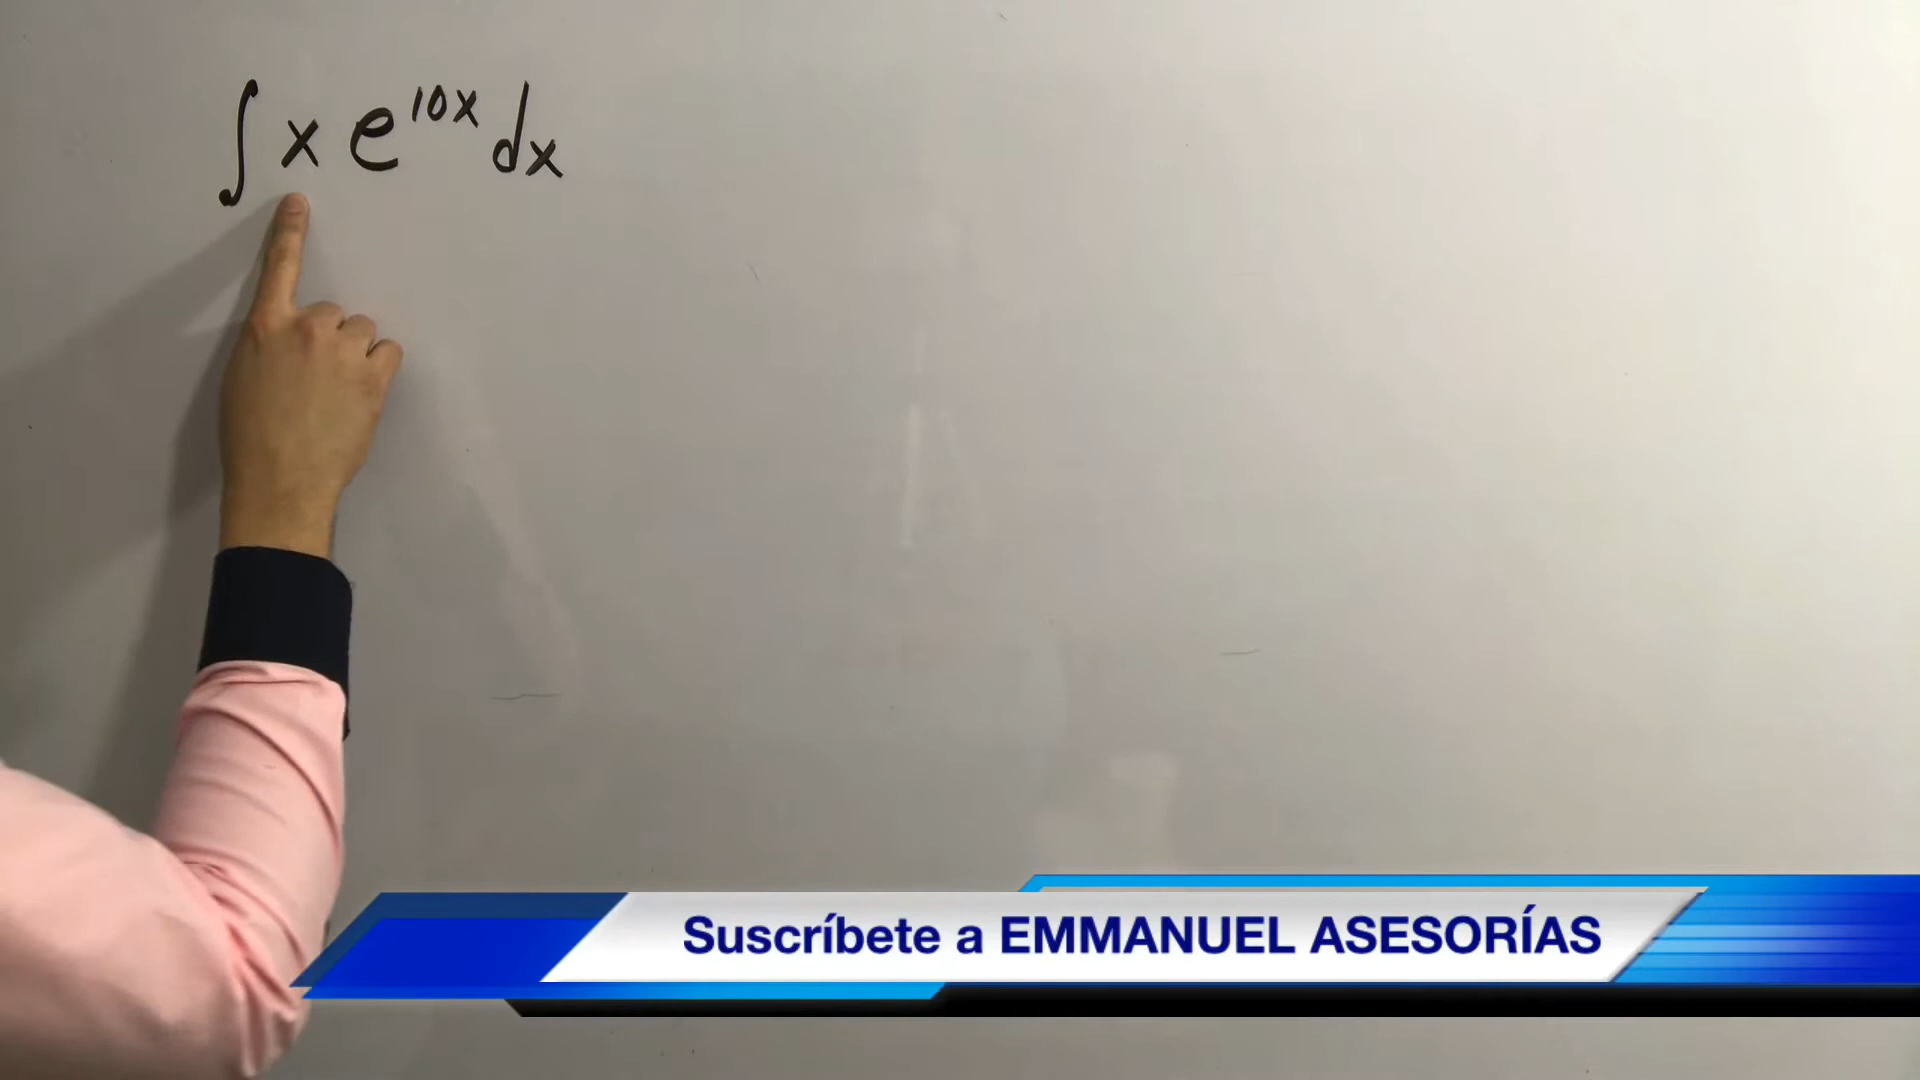 ∫ x e^{10x} dx
Suscríbete a EMMANUEL ASESORÍAS